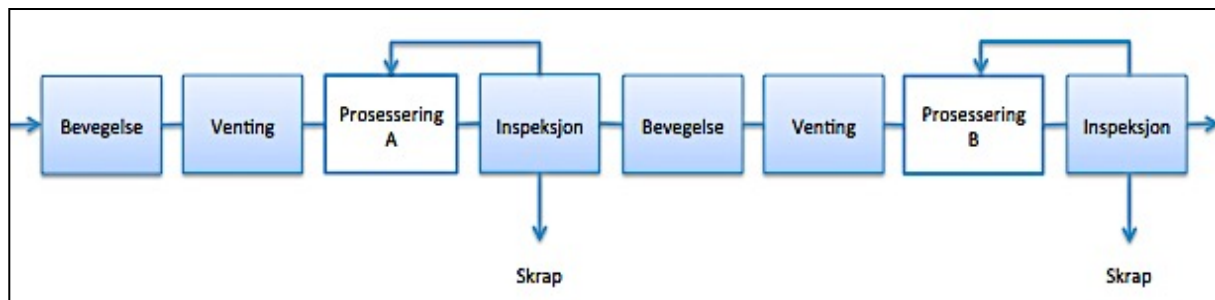 Bevegelse
Venting
Prosessering
A
Inspeksjon
Bevegelse
Venting
Prosessering
B
Inspeksjon
Skrap
Skrap